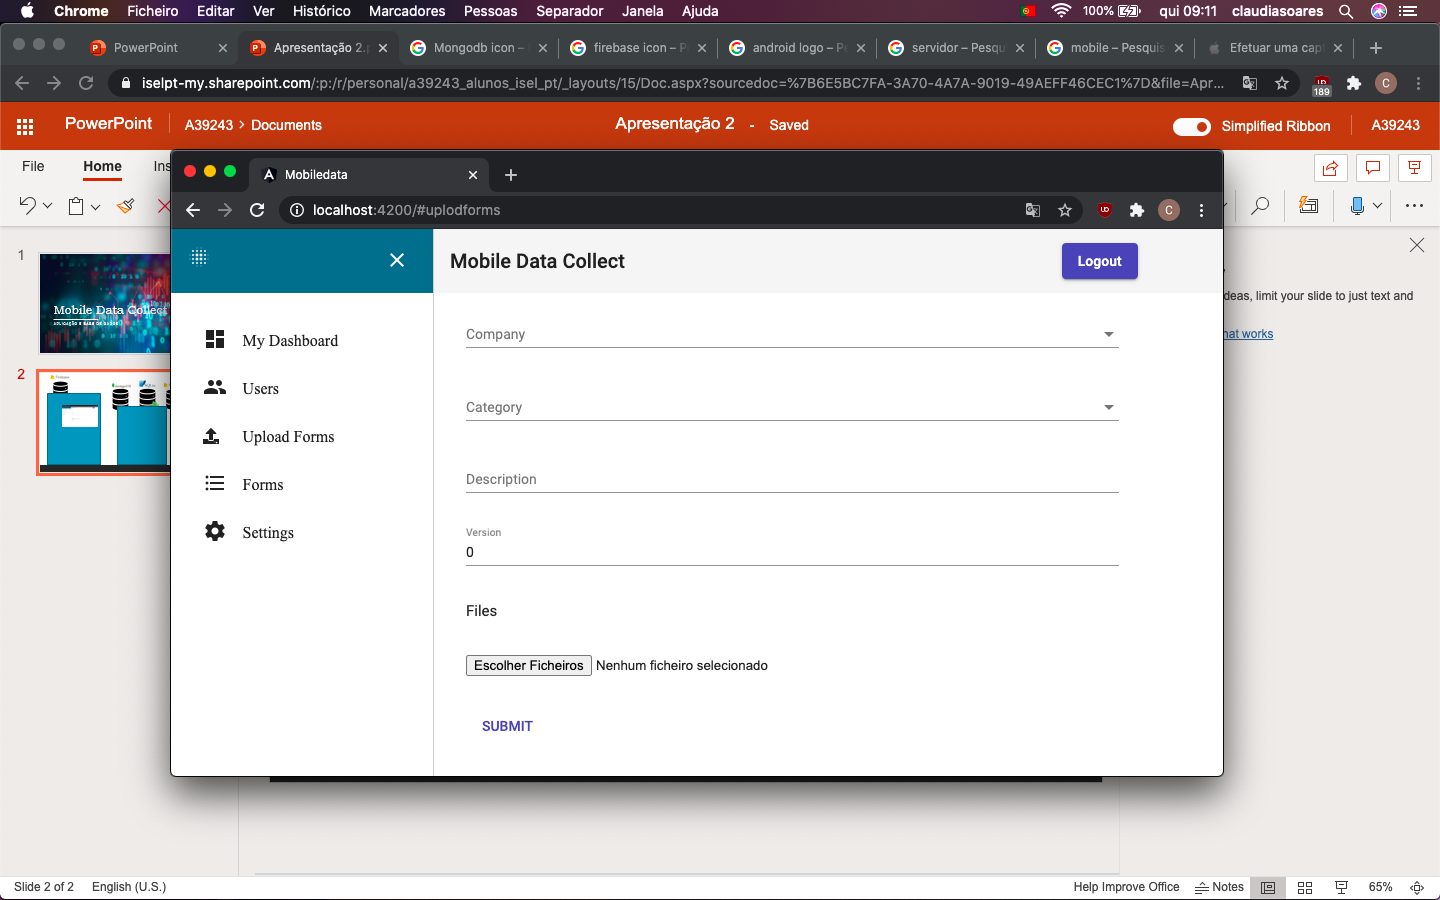 Chrome Ficheiro Editar Ver Histórico Marcadores Pessoas Separador Janela Ajuda 100% qui 09:11 claudiasoares
PowerPoint Apresentação 2.p Mongodb icon – firebase icon – P android logo – Pe servidor – Pesqu mobile – Pesquis Efetuar uma cap
iselpt-my.sharepoint.com/:p:/r/personal/a39243_alunos_isel_pt/_layouts/15/Doc.aspx?sourcedoc=%7B6E5BC7FA-3A70-4A7A-9019-49AEFF46CEC1%7D&file=Apr... 189 C
PowerPoint A39243 > Documents Apresentação 2 - Saved Simplified Ribbon A39243
File Home Ins
Mobiledata
localhost:4200/#uplodforms C
Mobile Data Collect Logout
My Dashboard
Users
Upload Forms
Forms
Settings
Company
Category
Description
Version
0
Files
Escolher Ficheiros Nenhum ficheiro selecionado
SUBMIT
1
Mobile Data Collect
2
deas, limit your slide to just text and
hat works
Slide 2 of 2 English (U.S.) Help Improve Office Notes 65%